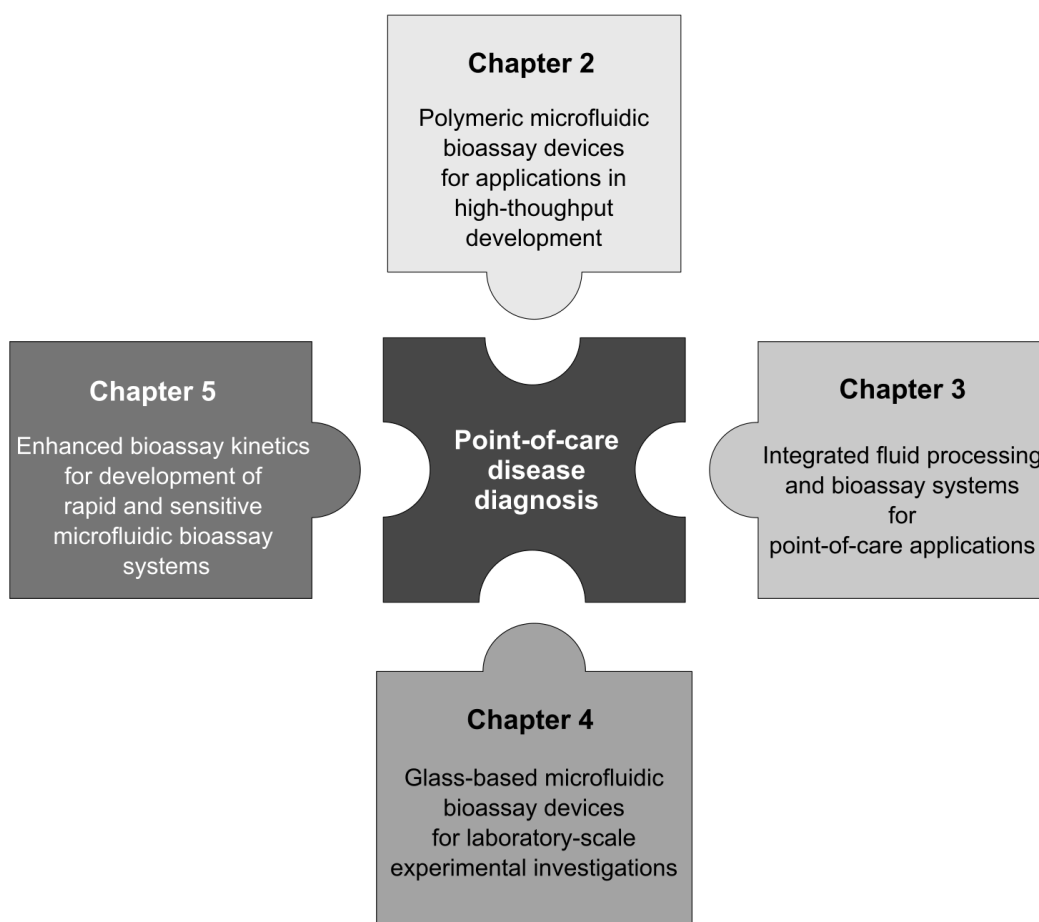 Chapter 2
Polymeric microfluidic
bioassay devices
for applications in
high-thoughput
development
Chapter 5
Enhanced bioassay kinetics
for development of
rapid and sensitive
microfluidic bioassay
systems
Point-of-care
disease
diagnosis
Chapter 3
Integrated fluid processing
and bioassay systems
for
point-of-care applications
Chapter 4
Glass-based microfluidic
bioassay devices
for laboratory-scale
experimental investigations